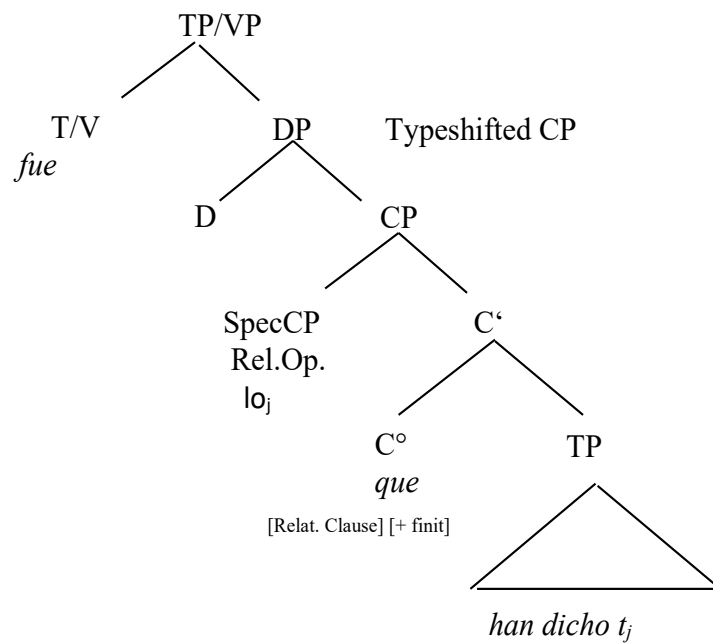 TP/VP
T/V DP Typeshifted CP
fue
D CP
SpecCP C‘
Rel.Op.
loj
C° TP
que
[Relat. Clause] [+ finit]
han dicho tj